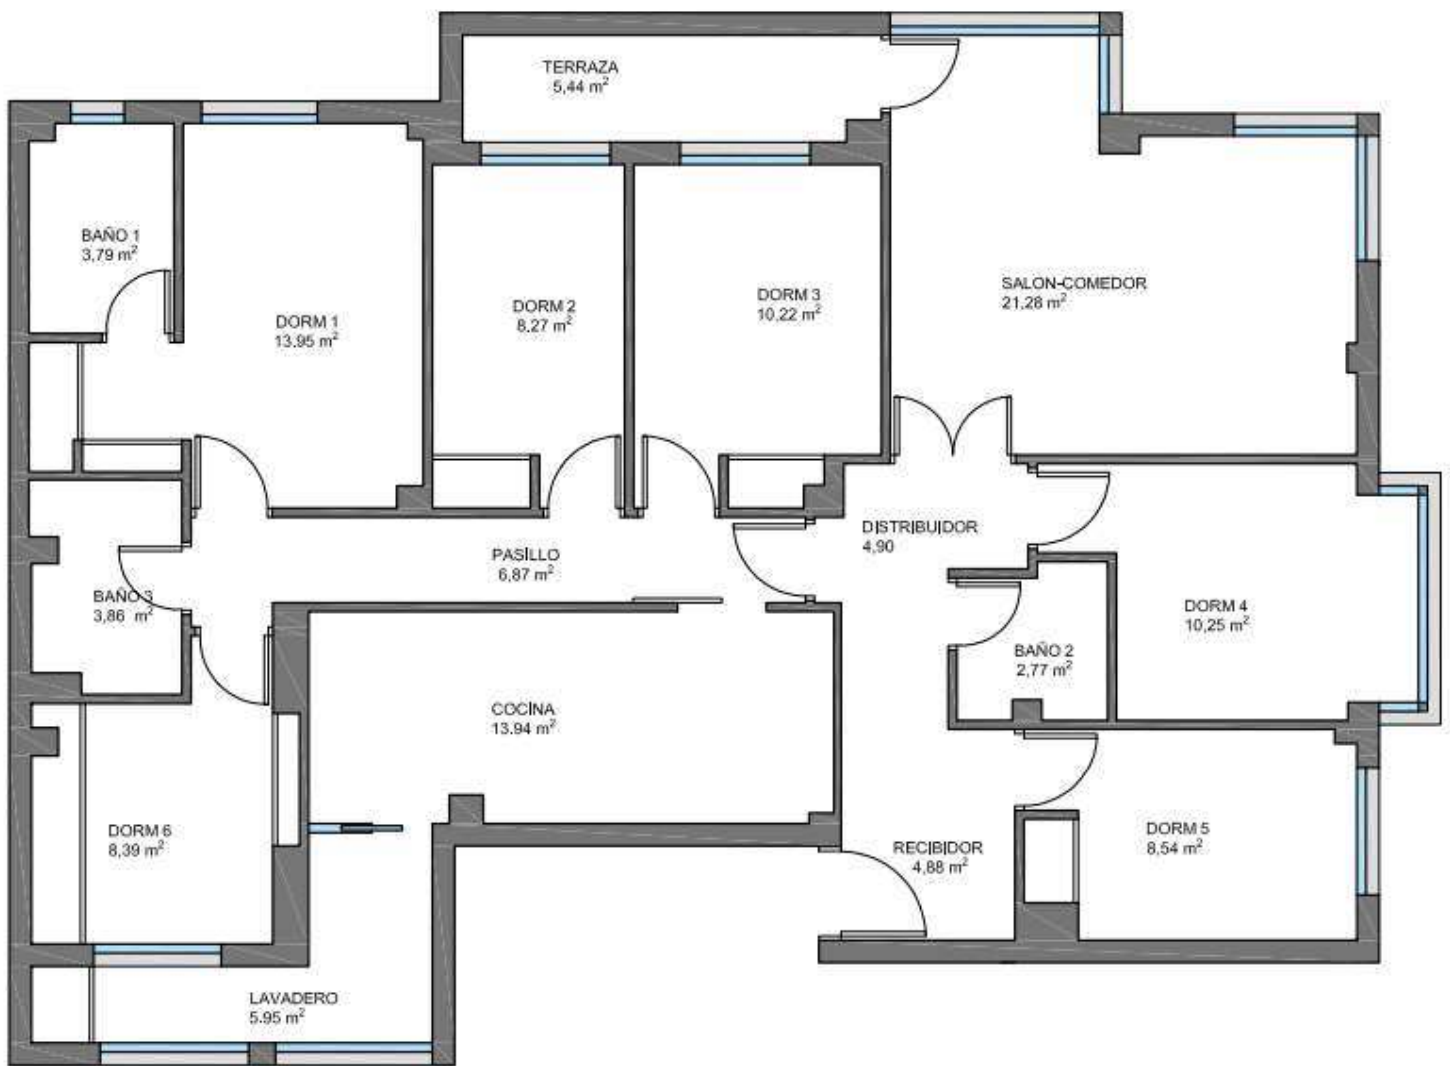 TERRAZA
5,44 m²
BAÑO 1
3,79 m²
DORM 1
13,95 m²
DORM 2
8,27 m²
DORM 3
10,22 m²
SALON-COMEDOR
21,28 m²
PASILLO
6,87 m²
DISTRIBUIDOR
4,90
BAÑO 3
3,86 m²
DORM 4
10,25 m²
BAÑO 2
2,77 m²
COCINA
13.94 m²
DORM 6
8,39 m²
RECIBIDOR
4,88 m²
DORM 5
8,54 m²
LAVADERO
5.95 m²